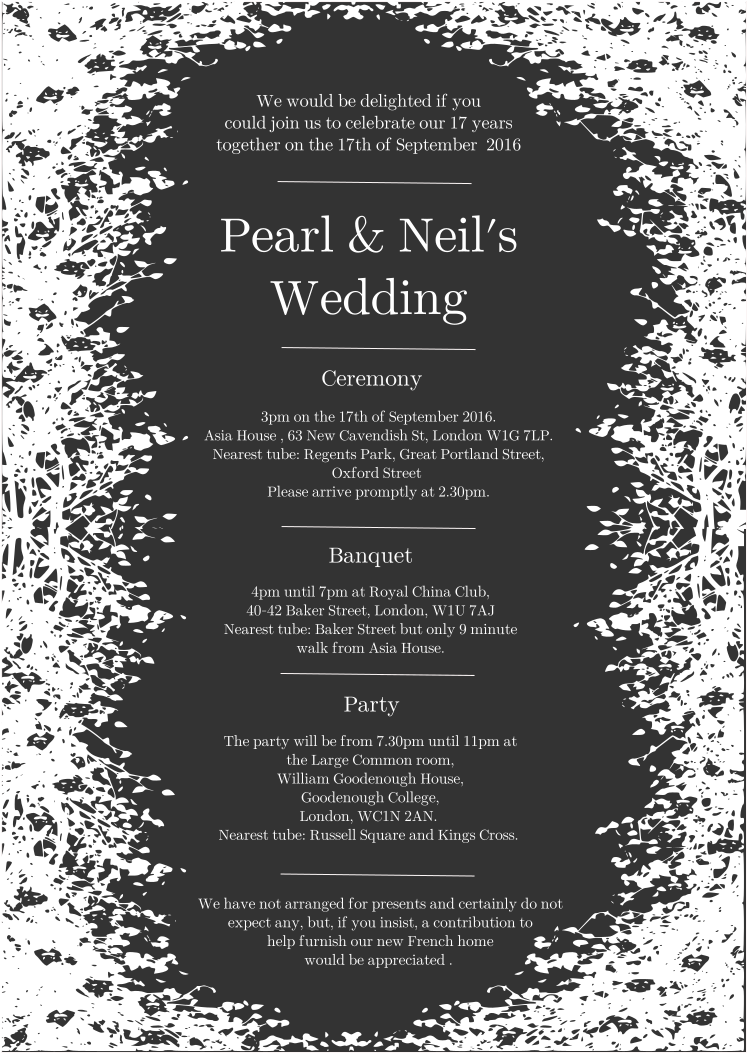 We would be delighted if you
could join us to celebrate our 17 years
together on the 17th of September  2016
Pearl & Neil's
Wedding
Ceremony
3pm on the 17th of September 2016.
Asia House , 63 New Cavendish St, London W1G 7LP.
Nearest tube: Regents Park, Great Portland Street,
Oxford Street
Please arrive promptly at 2.30pm.
Banquet
4pm until 7pm at Royal China Club,
40-42 Baker Street, London, W1U 7AJ
Nearest tube: Baker Street but only 9 minute
walk from Asia House.
Party
The party will be from 7.30pm until 11pm at
the Large Common room,
William Goodenough House,
Goodenough College,
London, WC1N 2AN.
Nearest tube: Russell Square and Kings Cross.
We have not arranged for presents and certainly do not
expect any, but, if you insist, a contribution to
help furnish our new French home
would be appreciated .